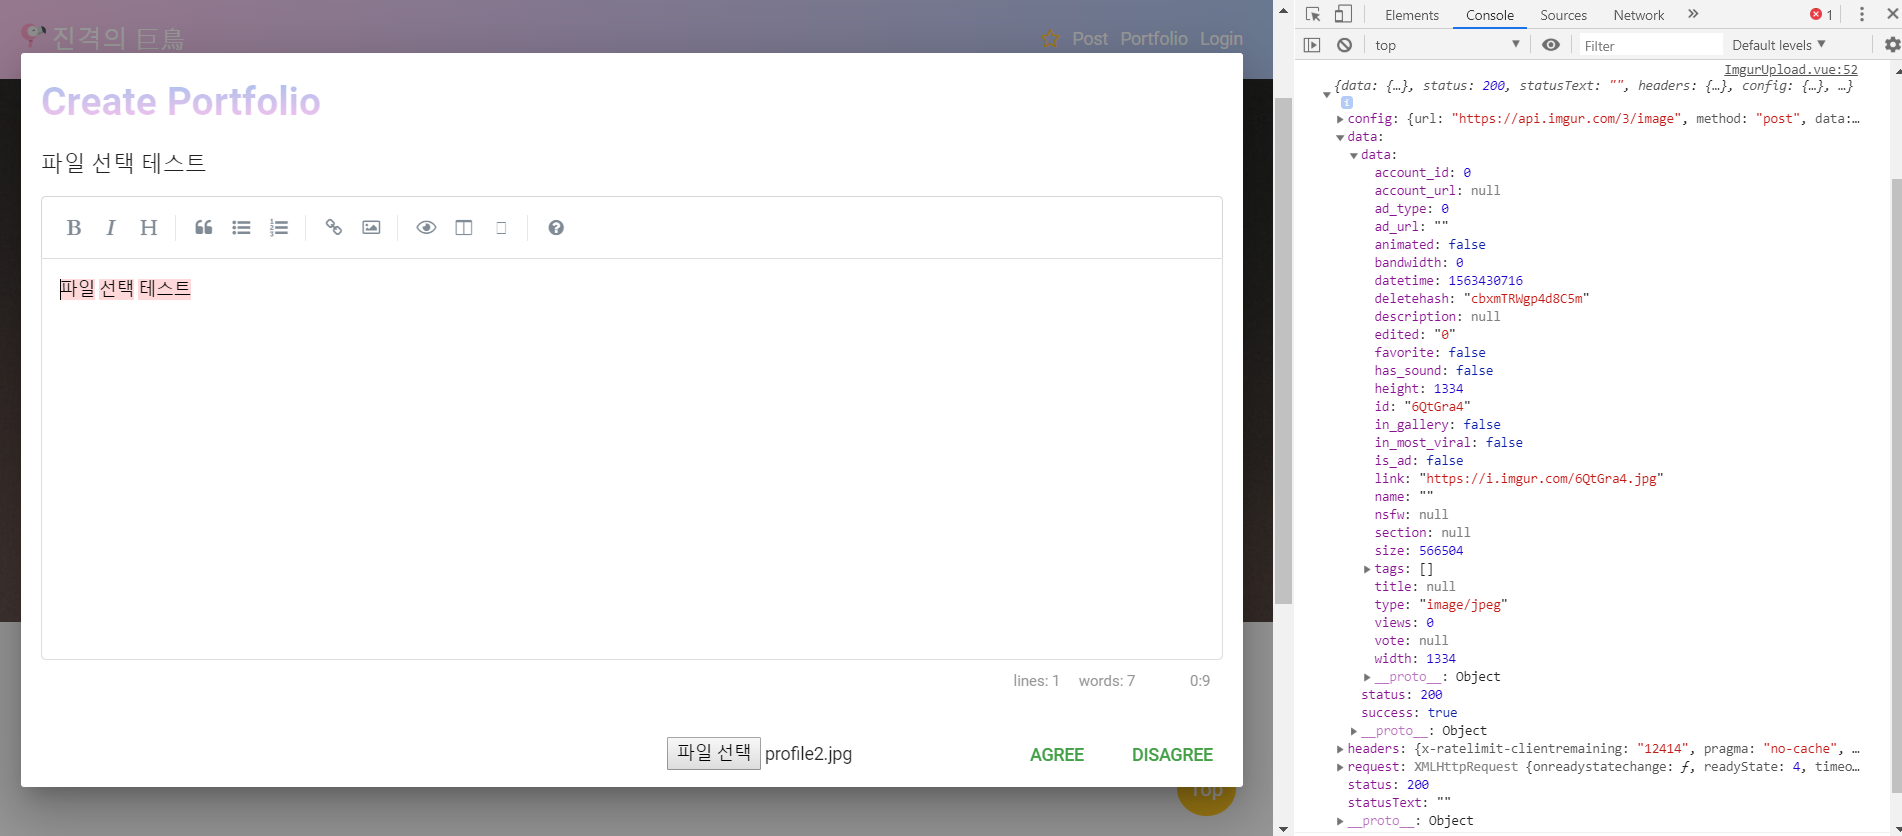 진격의 巨鳥
Post Portfolio Login
Create Portfolio
파일 선택 테스트
B I H
파일 선택 테스트
lines: 1 words: 7 0:9
파일 선택 profile2.jpg
AGREE DISAGREE
Top
Elements Console Sources Network » 1
top Filter Default levels
ImgurUpload.vue:52
{data: {…}, status: 200, statusText: "", headers: {…}, config: {…}, …}
i
config: {url: "https://api.imgur.com/3/image", method: "post", data:…
data:
data:
account_id: 0
account_url: null
ad_type: 0
ad_url: ""
animated: false
bandwidth: 0
datetime: 1563430716
deletehash: "cbxmTRWgp4d8C5m"
description: null
edited: "0"
favorite: false
has_sound: false
height: 1334
id: "6QtGra4"
in_gallery: false
in_most_viral: false
is_ad: false
link: "https://i.imgur.com/6QtGra4.jpg"
name: ""
nsfw: null
section: null
size: 566504
tags: []
title: null
type: "image/jpeg"
views: 0
vote: null
width: 1334
__proto__: Object
status: 200
success: true
__proto__: Object
headers: {x-ratelimit-clientremaining: "12414", pragma: "no-cache", …
request: XMLHttpRequest {onreadystatechange: ƒ, readyState: 4, timeo…
status: 200
statusText: ""
__proto__: Object